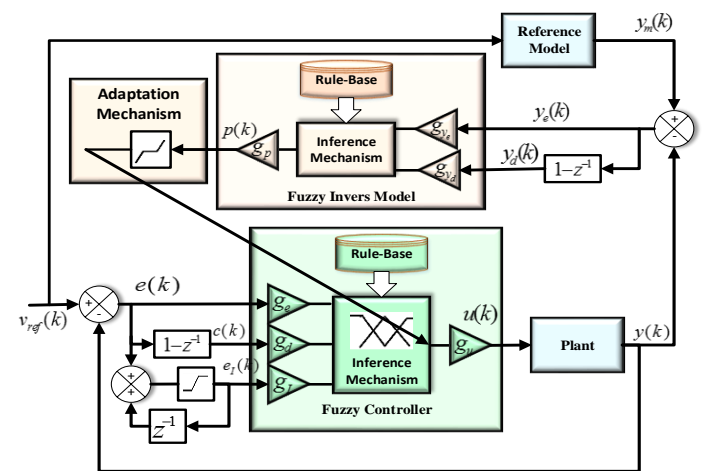 Reference
Model
y_m(k)
Adaptation
Mechanism
Rule-Base
p(k)
g_p
Inference
Mechanism
g_{y_e}
g_{y_d}
y_e(k)
y_d(k)
1-z^{-1}
+
-
Fuzzy Invers Model
v_{ref}(k)
+
-
e(k)
1-z^{-1}
c(k)
e_I(k)
+
+
z^{-1}
g_e
g_d
g_I
Rule-Base
Inference
Mechanism
Fuzzy Controller
g_u
u(k)
Plant
y(k)